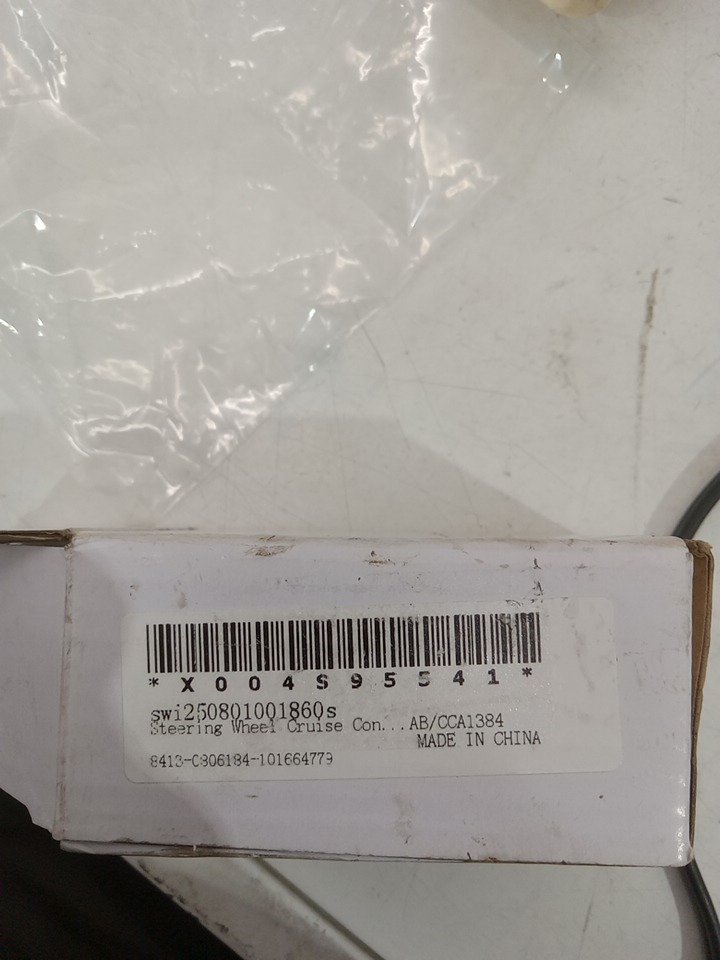 *X004S95541*
swi250801001860s
Steering Wheel Cruise Con...AB/CCA1384
MADE IN CHINA
8413-C806184-101664779